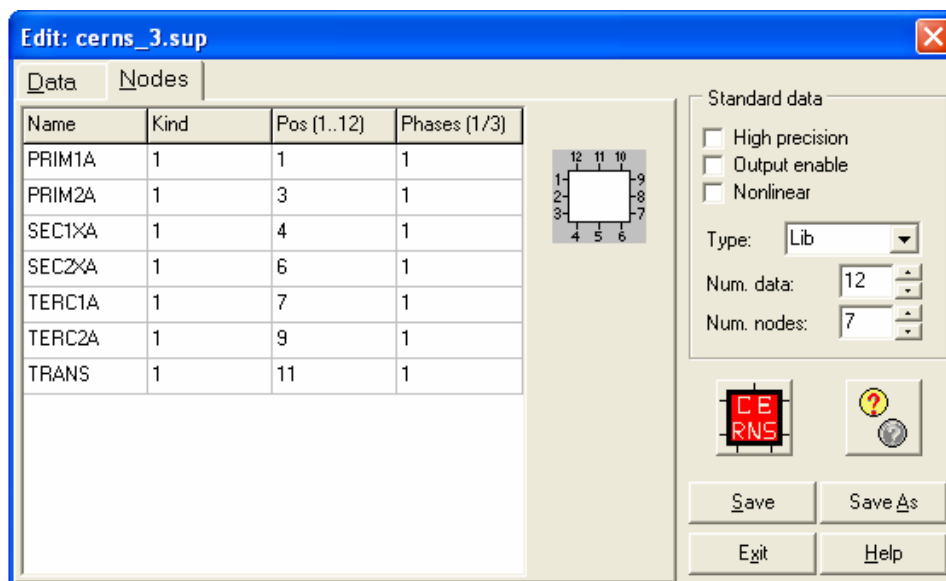 Edit: cerns_3.sup
Data Nodes
Name Kind Pos (1..12) Phases (1/3)
PRIM1A 1 1 1
PRIM2A 1 3 1
SEC1XA 1 4 1
SEC2XA 1 6 1
TERC1A 1 7 1
TERC2A 1 9 1
TRANS 1 11 1
12 11 10
1 9
2 8
3 7
4 5 6
Standard data
High precision
Output enable
Nonlinear
Type: Lib
Num. data: 12
Num. nodes: 7
CE
RNS
?
?
Save Save As
Exit Help